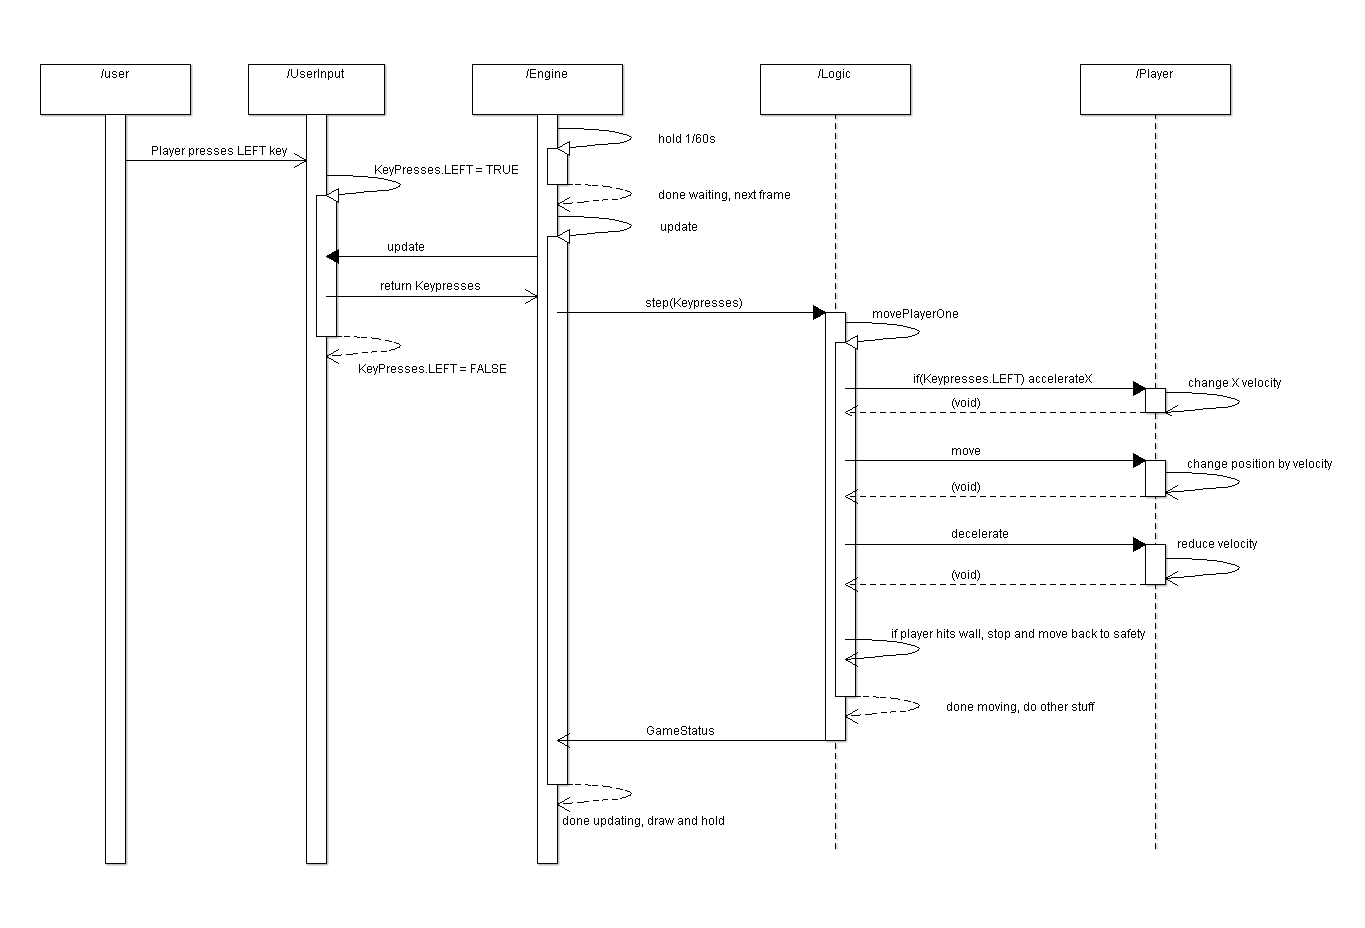 /user
/UserInput
/Engine
/Logic
/Player
hold 1/60s
Player presses LEFT key
KeyPresses.LEFT = TRUE
done waiting, next frame
update
update
return Keypresses
step(Keypresses)
movePlayerOne
KeyPresses.LEFT = FALSE
if(Keypresses.LEFT) accelerateX
change X velocity
(void)
move
change position by velocity
(void)
decelerate
reduce velocity
(void)
if player hits wall, stop and move back to safety
done moving, do other stuff
GameStatus
done updating, draw and hold